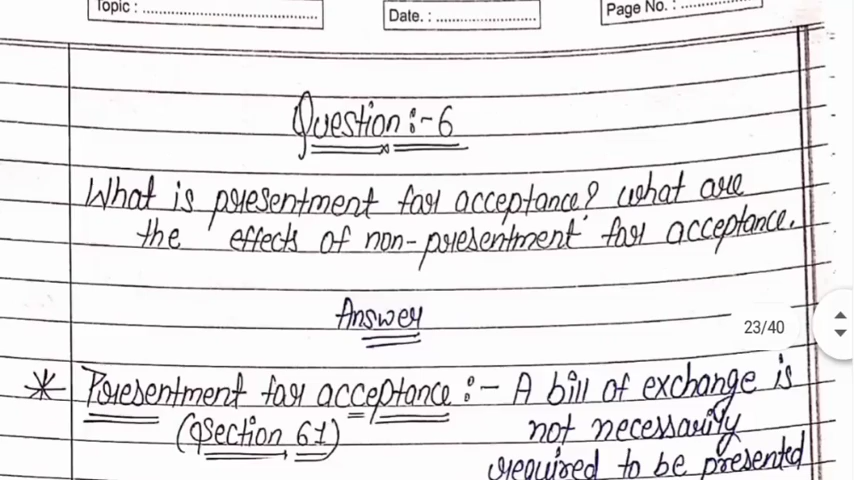 Topic : ........................................
Date. : ..........................
Page No. : ......................
Question :- 6
What is presentment for acceptance? what are
the effects of non-presentment for acceptance.
Answer
23/40
* Presentment for acceptance :- A bill of exchange is
(Section 61) not necessarily
required to be presented